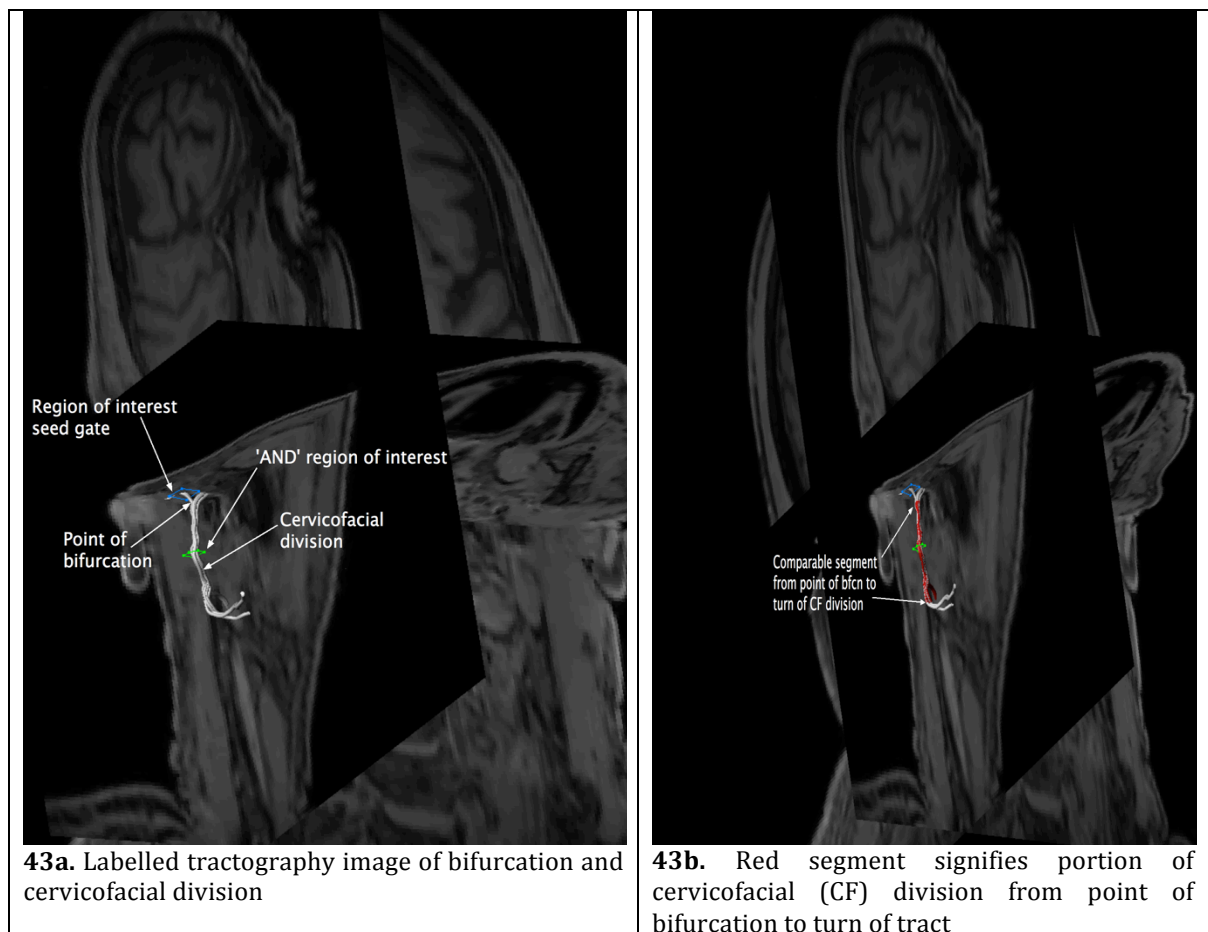 Region of interest
seed gate
'AND' region of interest
Point of
bifurcation
Cervicofacial
division
43a. Labelled tractography image of bifurcation and
cervicofacial division
Comparable segment
from point of bfcn to
turn of CF division
43b. Red segment signifies portion of
cervicofacial (CF) division from point of
bifurcation to turn of tract